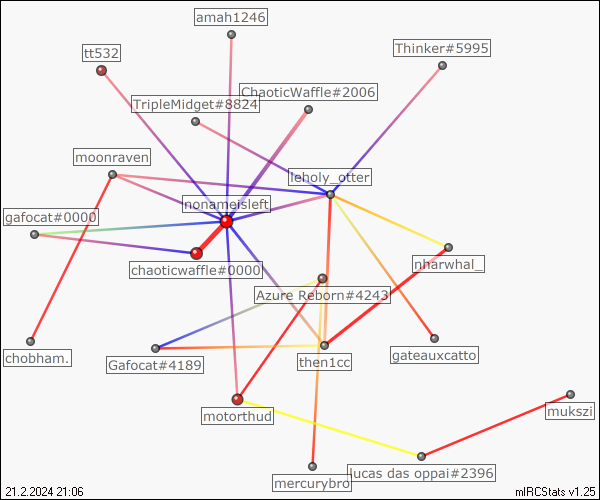 amah1246
tt532
Thinker#5995
ChaoticWaffle#2006
TripleMidget#8824
moonraven
leholy_otter
nonameisleft
gafocat#0000
chaoticwaffle#0000
nharwhal_
Azure Reborn#4243
chobham.
Gafocat#4189
then1cc
gateauxcatto
motorthud
mukszi
mercurybro
lucas das oppai#2396
21.2.2024 21:06
mIRCStats v1.25